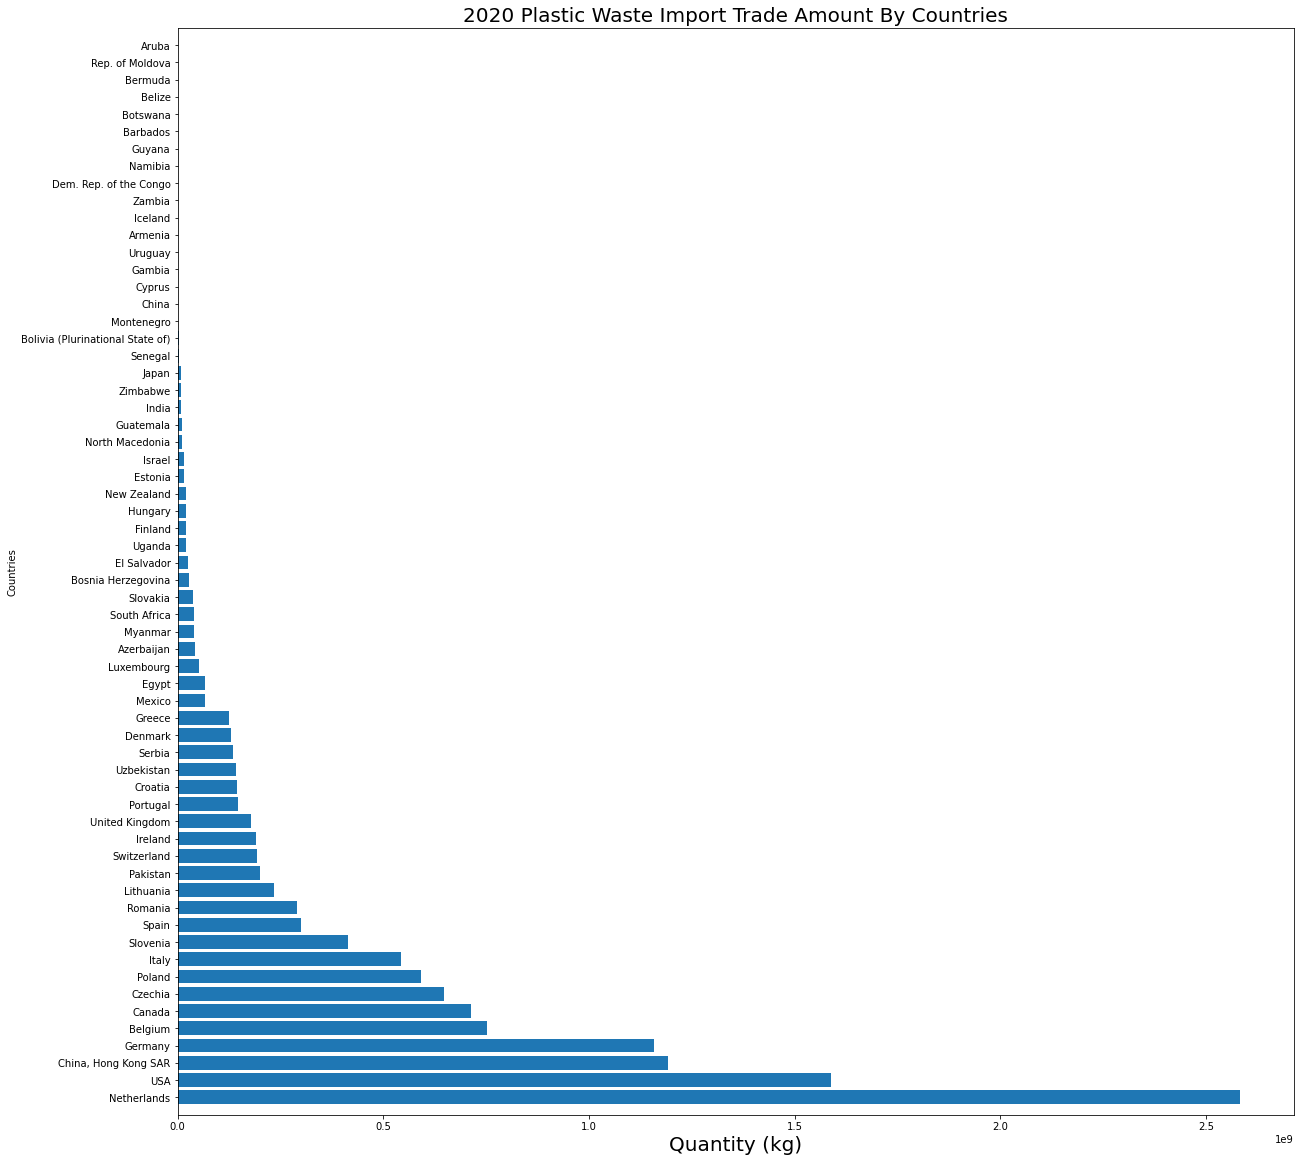 2020 Plastic Waste Import Trade Amount By Countries
Aruba
Rep. of Moldova
Bermuda
Belize
Botswana
Barbados
Guyana
Namibia
Dem. Rep. of the Congo
Zambia
Iceland
Armenia
Uruguay
Gambia
Cyprus
China
Montenegro
Bolivia (Plurinational State of)
Senegal
Japan
Zimbabwe
India
Guatemala
North Macedonia
Israel
Estonia
New Zealand
Hungary
Finland
Uganda
El Salvador
Bosnia Herzegovina
Slovakia
South Africa
Myanmar
Azerbaijan
Luxembourg
Egypt
Mexico
Greece
Denmark
Serbia
Uzbekistan
Croatia
Portugal
United Kingdom
Ireland
Switzerland
Pakistan
Lithuania
Romania
Spain
Slovenia
Italy
Poland
Czechia
Canada
Belgium
Germany
China, Hong Kong SAR
USA
Netherlands
Countries
0.0 0.5 1.0 1.5 2.0 2.5
1e9
Quantity (kg)